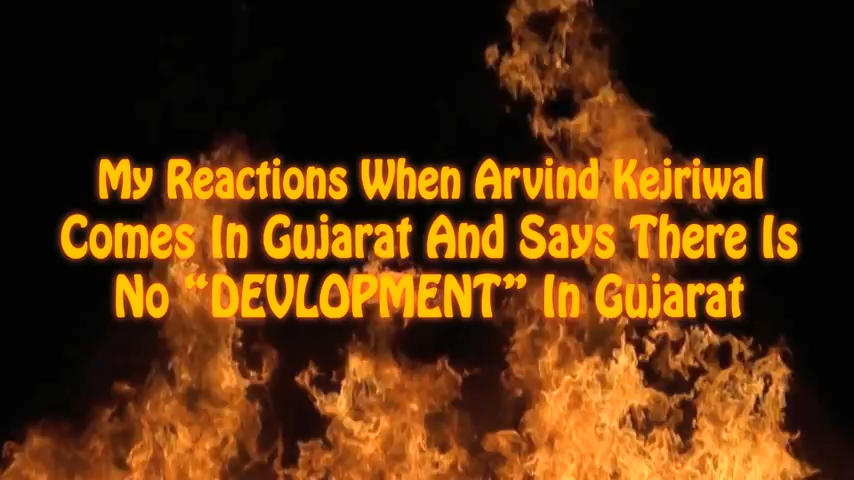 My Reactions When Arvind Kejriwal
Comes In Gujarat And Says There Is
No “DEVLOPMENT” In Gujarat